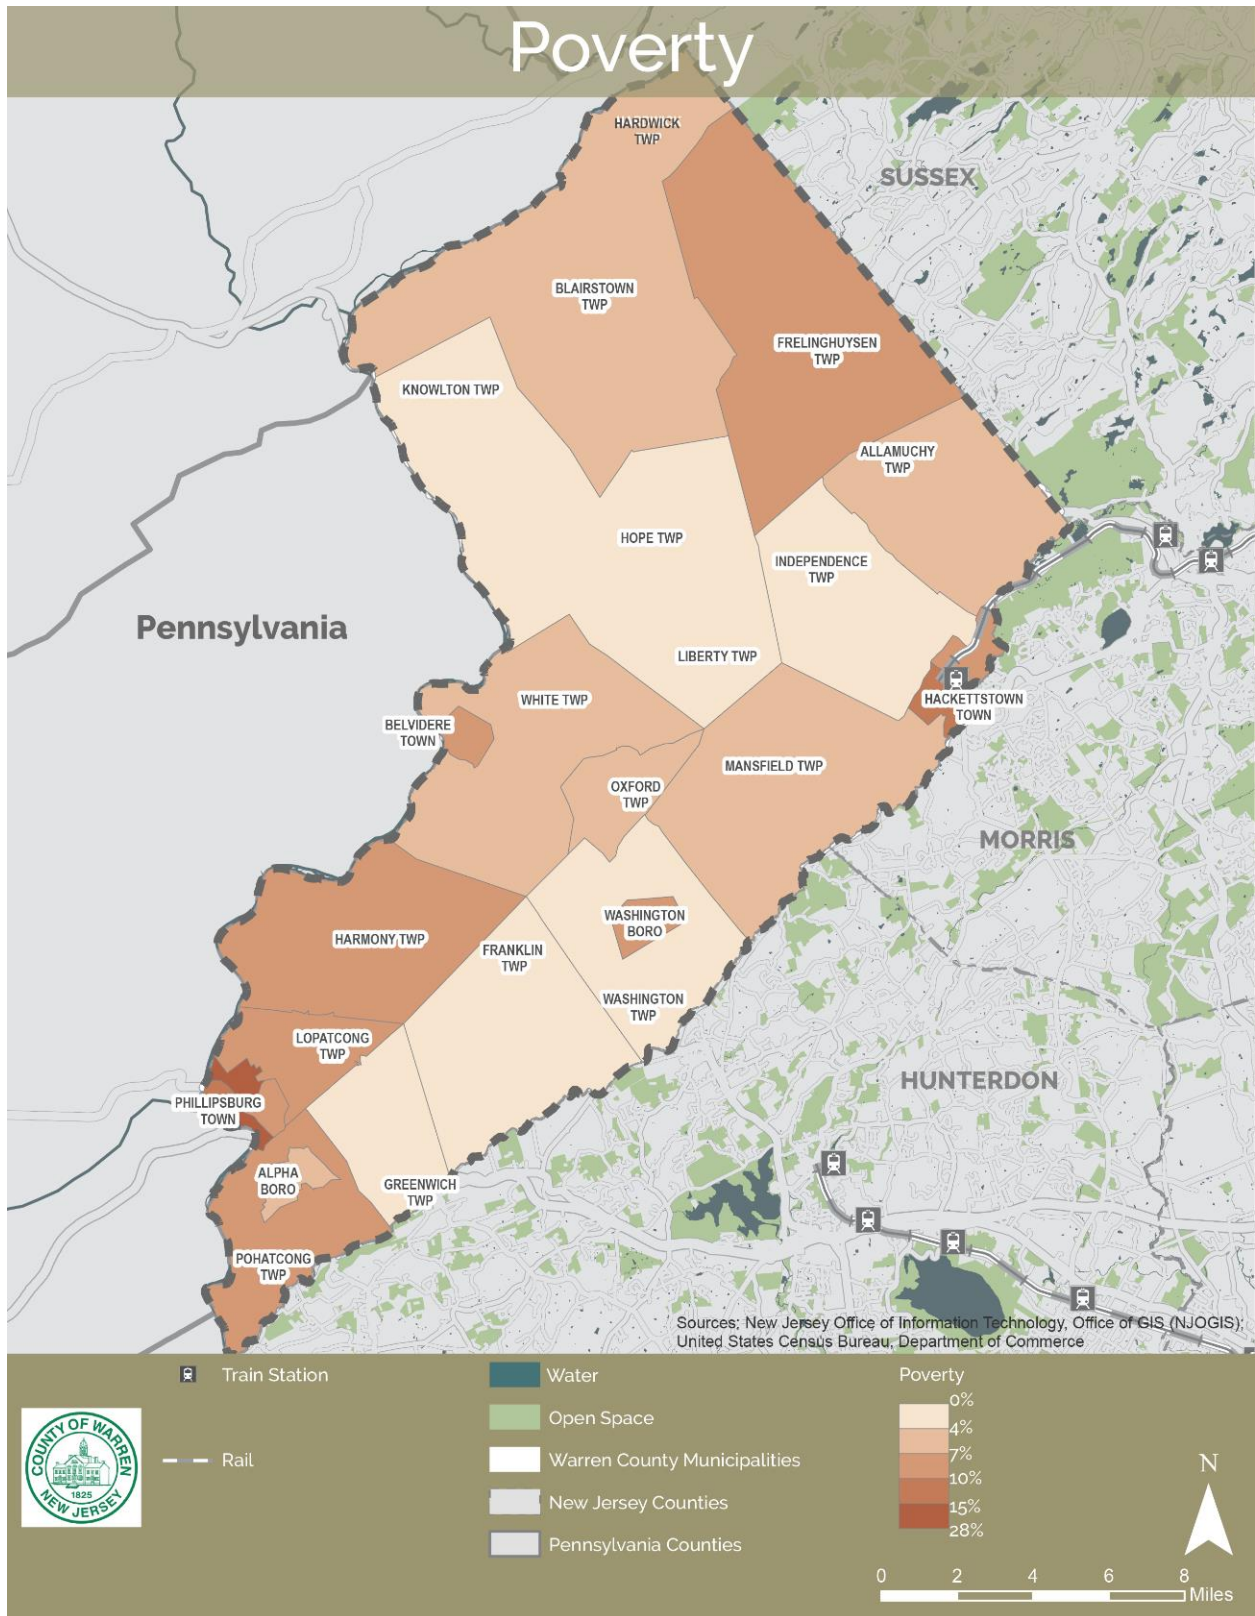 Poverty
HARDWICK
TWP
SUSSEX
BLAIRSTOWN
TWP
FRELINGHUYSEN
TWP
KNOWLTON TWP
ALLAMUCHY
TWP
HOPE TWP
INDEPENDENCE
TWP
Pennsylvania
LIBERTY TWP
WHITE TWP
HACKETTSTOWN
TOWN
BELVIDERE
TOWN
MANSFIELD TWP
OXFORD
TWP
MORRIS
WASHINGTON
BORO
HARMONY TWP
FRANKLIN
TWP
WASHINGTON
TWP
LOPATCONG
TWP
HUNTERDON
PHILLIPSBURG
TOWN
ALPHA
BORO
GREENWICH
TWP
POHATCONG
TWP
Sources; New Jersey Office of Information Technology, Office of GIS (NJOGIS);
United States Census Bureau, Department of Commerce
Train Station
Rail
COUNTY OF WARREN
1825
NEW JERSEY
Water
Open Space
Warren County Municipalities
New Jersey Counties
Pennsylvania Counties
Poverty
0%
4%
7%
10%
15%
28%
N
0 2 4 6 8
Miles